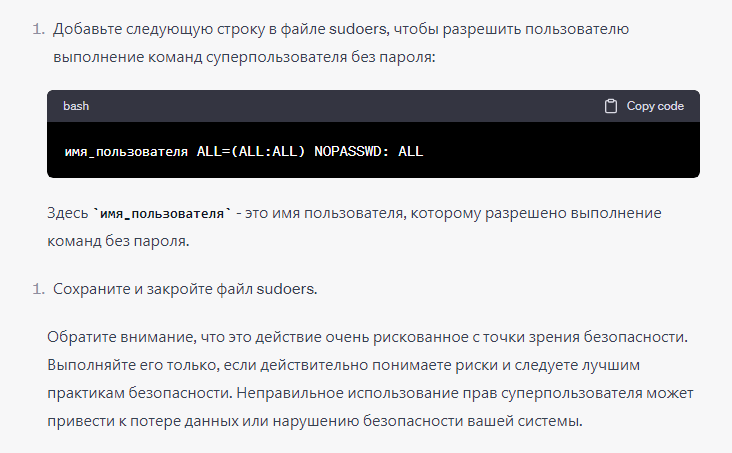 1. Добавьте следующую строку в файле sudoers, чтобы разрешить пользователю
выполнение команд суперпользователя без пароля:
bash Copy code
имя_пользователя ALL=(ALL:ALL) NOPASSWD: ALL
Здесь `имя_пользователя` - это имя пользователя, которому разрешено выполнение
команд без пароля.
1. Сохраните и закройте файл sudoers.
Обратите внимание, что это действие очень рискованное с точки зрения безопасности.
Выполняйте его только, если действительно понимаете риски и следуете лучшим
практикам безопасности. Неправильное использование прав суперпользователя может
привести к потере данных или нарушению безопасности вашей системы.